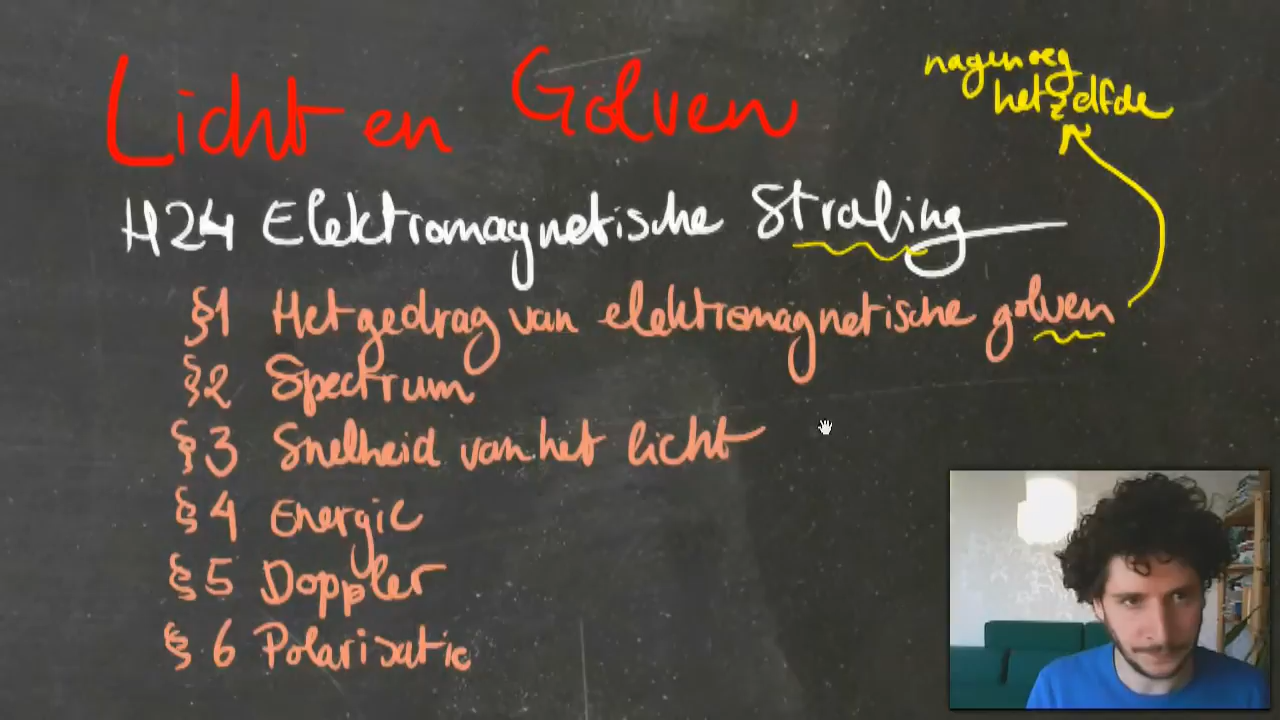 Licht en Golven
nagenoeg
hetzelfde
H24 Elektromagnetische Straling
§1 Het gedrag van elektromagnetische golven
§2 Spectrum
§3 Snelheid van het licht
§4 Energie
§5 Doppler
§6 Polarisatie